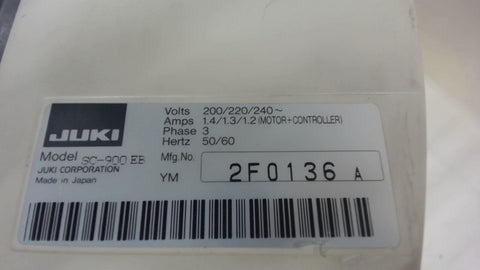 JUKI
Volts 200/220/240~
Amps 1.4/1.3/1.2 (MOTOR+CONTROLLER)
Phase 3
Hertz 50/60
Model SC-900 EB
JUKI CORPORATION
Made in Japan
Mfg.No.
YM 2F0136 A